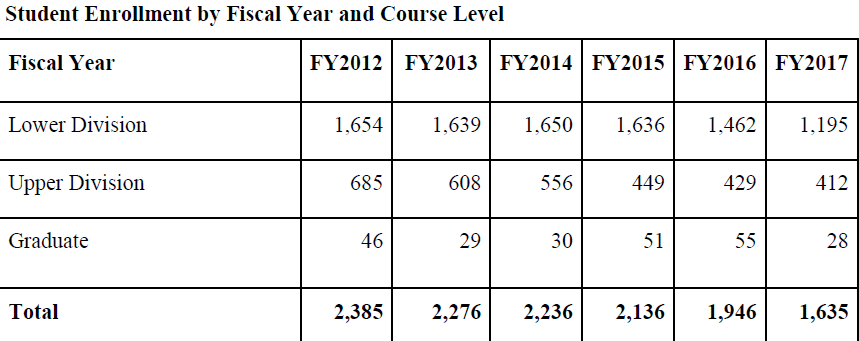 Student Enrollment by Fiscal Year and Course Level
Fiscal Year FY2012 FY2013 FY2014 FY2015 FY2016 FY2017
Lower Division 1,654 1,639 1,650 1,636 1,462 1,195
Upper Division 685 608 556 449 429 412
Graduate 46 29 30 51 55 28
Total 2,385 2,276 2,236 2,136 1,946 1,635